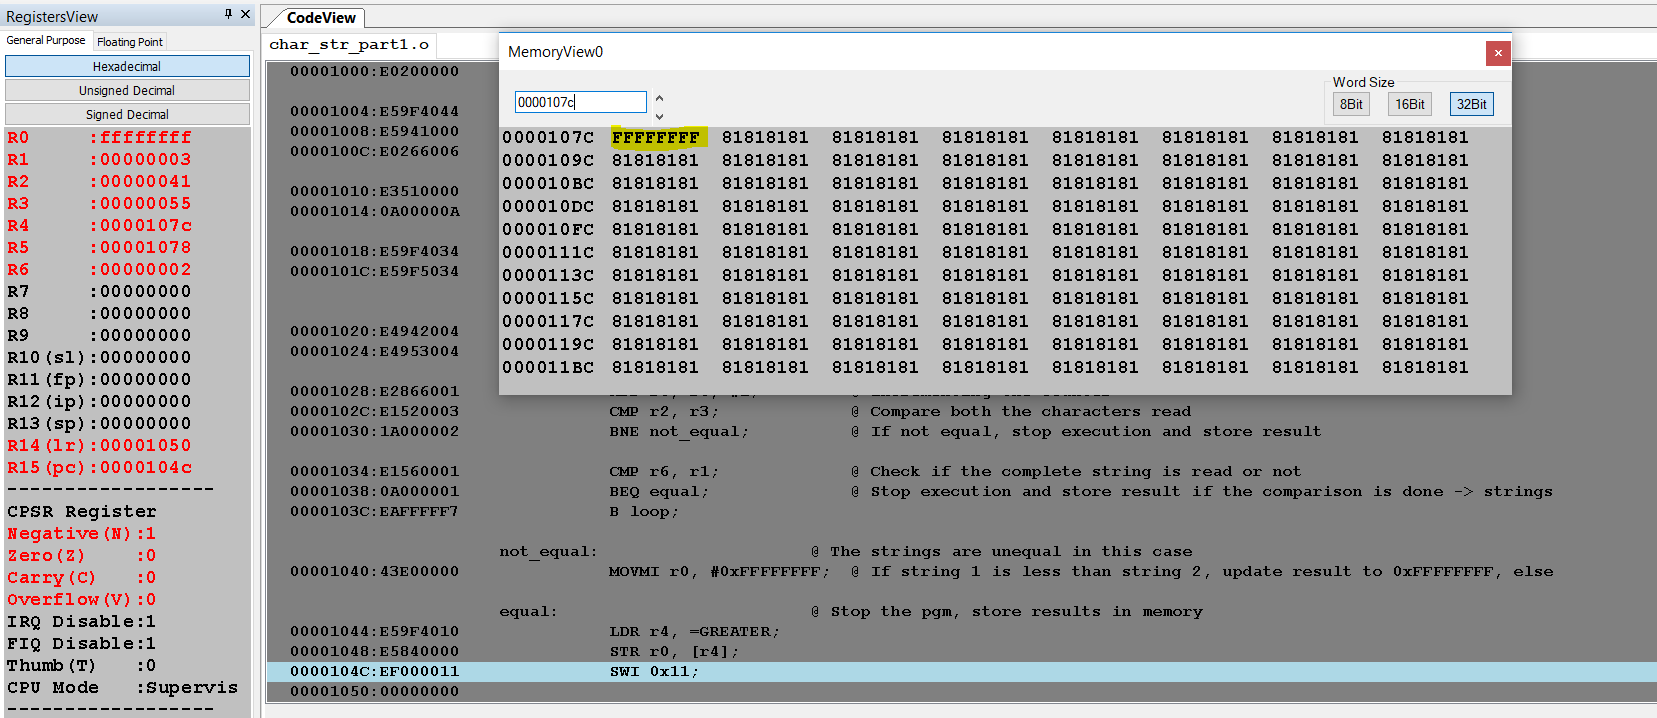 RegistersView
General Purpose Floating Point
Hexadecimal
Unsigned Decimal
Signed Decimal
R0 :ffffffff
R1 :00000003
R2 :00000041
R3 :00000055
R4 :0000107c
R5 :00001078
R6 :00000002
R7 :00000000
R8 :00000000
R9 :00000000
R10(sl):00000000
R11(fp):00000000
R12(ip):00000000
R13(sp):00000000
R14(lr):00001050
R15(pc):0000104c
------------------
CPSR Register
Negative(N):1
Zero(Z) :0
Carry(C) :0
Overflow(V):0
IRQ Disable:1
FIQ Disable:1
Thumb(T) :0
CPU Mode :Supervis
------------------
CodeView
char_str_part1.o
00001000:E0200000
00001004:E59F4044
00001008:E5941000
0000100C:E0266006
00001010:E3510000
00001014:0A00000A
00001018:E59F4034
0000101C:E59F5034
00001020:E4942004
00001024:E4953004
00001028:E2866001
0000102C:E1520003 CMP r2, r3; @ Compare both the characters read
00001030:1A000002 BNE not_equal; @ If not equal, stop execution and store result
00001034:E1560001 CMP r6, r1; @ Check if the complete string is read or not
00001038:0A000001 BEQ equal; @ Stop execution and store result if the comparison is done -> strings
0000103C:EAFFFFF7 B loop;
not_equal: @ The strings are unequal in this case
00001040:43E00000 MOVMI r0, #0xFFFFFFFF; @ If string 1 is less than string 2, update result to 0xFFFFFFFF, else
equal: @ Stop the pgm, store results in memory
00001044:E59F4010 LDR r4, =GREATER;
00001048:E5840000 STR r0, [r4];
0000104C:EF000011 SWI 0x11;
00001050:00000000
MemoryView0
0000107c
Word Size
8Bit 16Bit 32Bit
0000107C FFFFFFFF 81818181 81818181 81818181 81818181 81818181 81818181 81818181
0000109C 81818181 81818181 81818181 81818181 81818181 81818181 81818181 81818181
000010BC 81818181 81818181 81818181 81818181 81818181 81818181 81818181 81818181
000010DC 81818181 81818181 81818181 81818181 81818181 81818181 81818181 81818181
000010FC 81818181 81818181 81818181 81818181 81818181 81818181 81818181 81818181
0000111C 81818181 81818181 81818181 81818181 81818181 81818181 81818181 81818181
0000113C 81818181 81818181 81818181 81818181 81818181 81818181 81818181 81818181
0000115C 81818181 81818181 81818181 81818181 81818181 81818181 81818181 81818181
0000117C 81818181 81818181 81818181 81818181 81818181 81818181 81818181 81818181
0000119C 81818181 81818181 81818181 81818181 81818181 81818181 81818181 81818181
000011BC 81818181 81818181 81818181 81818181 81818181 81818181 81818181 81818181